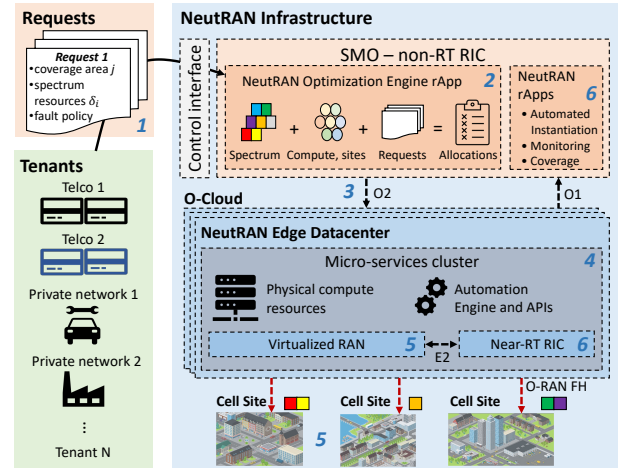 Requests
Request 1
•coverage area j
•spectrum
resources δi
•fault policy
1
Tenants
Telco 1
Telco 2
Private network 1
Private network 2
⋮
Tenant N
NeutRAN Infrastructure
Control interface
SMO – non-RT RIC
NeutRAN Optimization Engine rApp
2
Spectrum
+
Compute, sites
+
Requests
=
Allocations
NeutRAN
rApps
6
• Automated
Instantiation
• Monitoring
• Coverage
3
O2
O1
O-Cloud
NeutRAN Edge Datacenter
Micro-services cluster
4
Physical compute
resources
Automation
Engine and APIs
Virtualized RAN
5
E2
Near-RT RIC
6
O-RAN FH
Cell Site
Cell Site
Cell Site
5